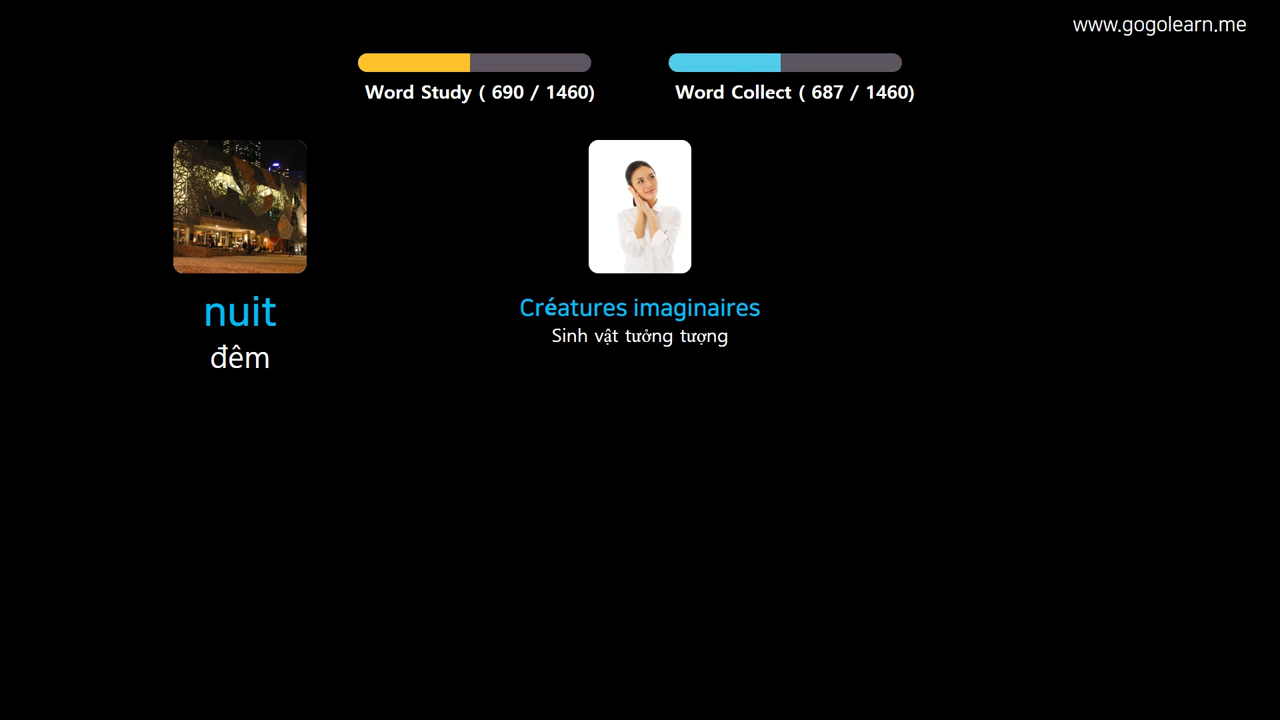 www.gogolearn.me
Word Study ( 690 / 1460)
Word Collect ( 687 / 1460)
nuit
đêm
Créatures imaginaires
Sinh vật tưởng tượng